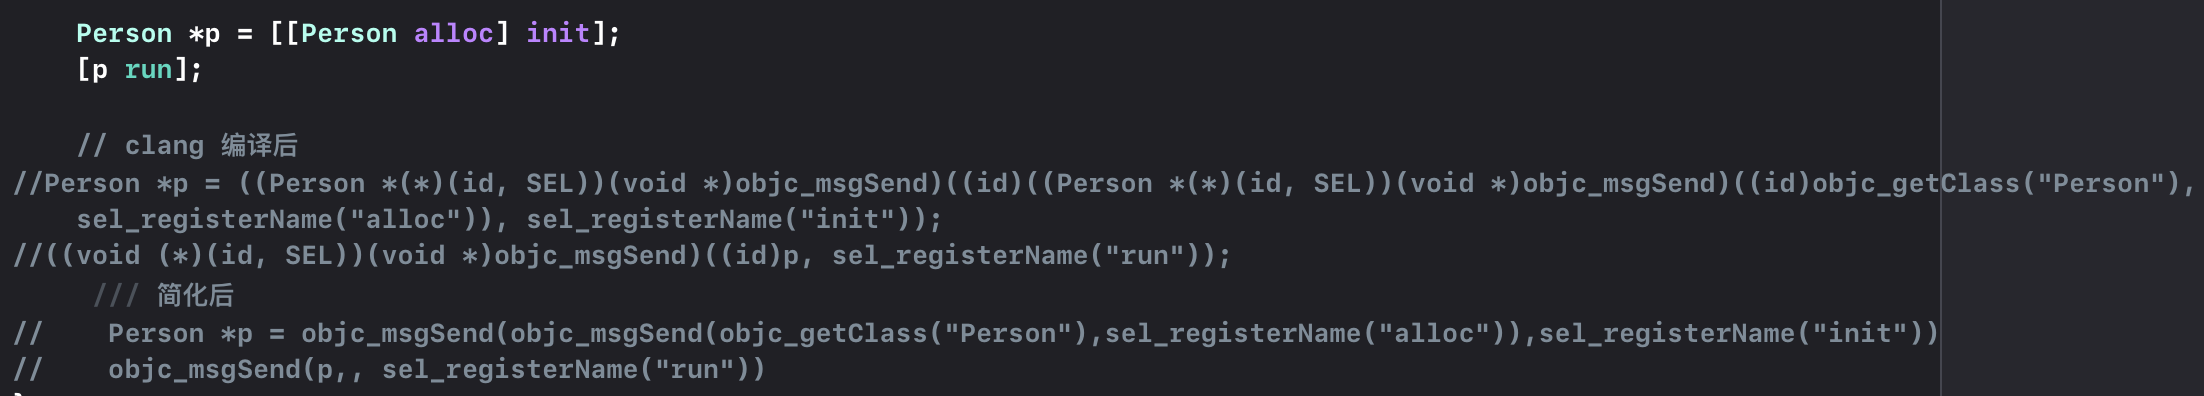 Person *p = [[Person alloc] init];
[p run];
// clang 编译后
//Person *p = ((Person *(*)(id, SEL))(void *)objc_msgSend)((id)((Person *(*)(id, SEL))(void *)objc_msgSend)((id)objc_getClass("Person"),
sel_registerName("alloc")), sel_registerName("init"));
//((void (*)(id, SEL))(void *)objc_msgSend)((id)p, sel_registerName("run"));
/// 简化后
//    Person *p = objc_msgSend(objc_msgSend(objc_getClass("Person"),sel_registerName("alloc")),sel_registerName("init"))
//    objc_msgSend(p,, sel_registerName("run"))